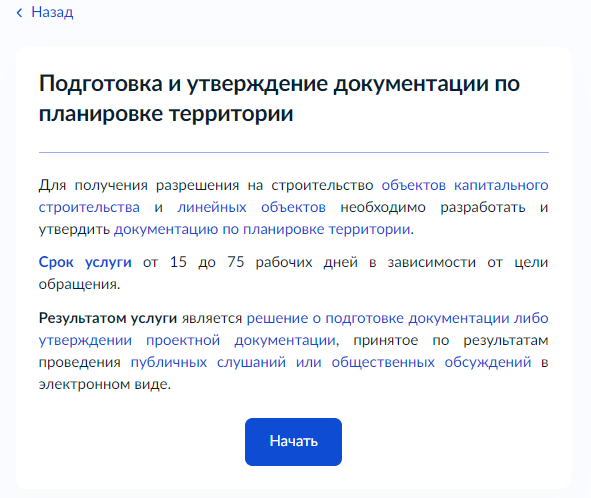 Назад
Подготовка и утверждение документации по
планировке территории
Для получения разрешения на строительство объектов капитального
строительства и линейных объектов необходимо разработать и
утвердить документацию по планировке территории.
Срок услуги от 15 до 75 рабочих дней в зависимости от цели
обращения.
Результатом услуги является решение о подготовке документации либо
утверждении проектной документации, принятое по результатам
проведения публичных слушаний или общественных обсуждений в
электронном виде.
Начать